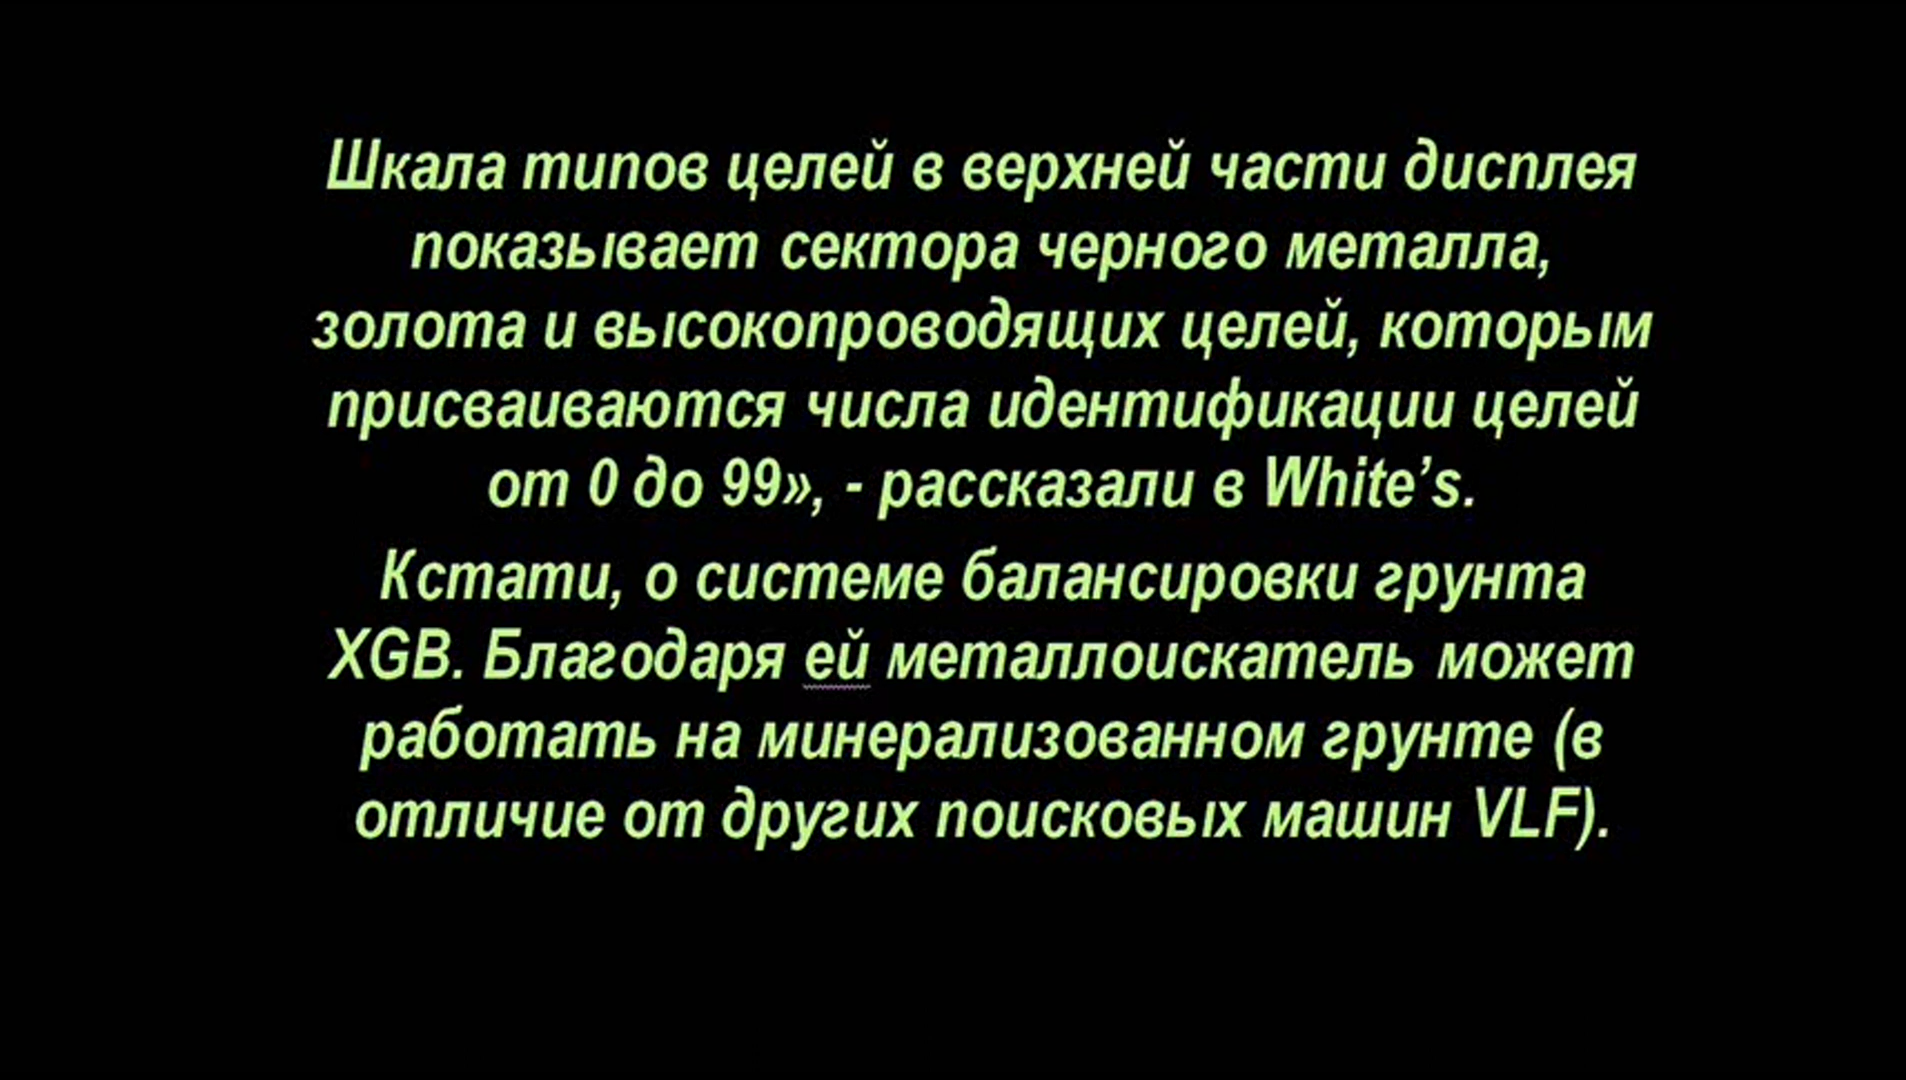 Шкала типов целей в верхней части дисплея
показывает сектора черного металла,
золота и высокопроводящих целей, которым
присваиваются числа идентификации целей
от 0 до 99», - рассказали в White’s.
Кстати, о системе балансировки грунта
XGB. Благодаря ей металлоискатель может
работать на минерализованном грунте (в
отличие от других поисковых машин VLF).